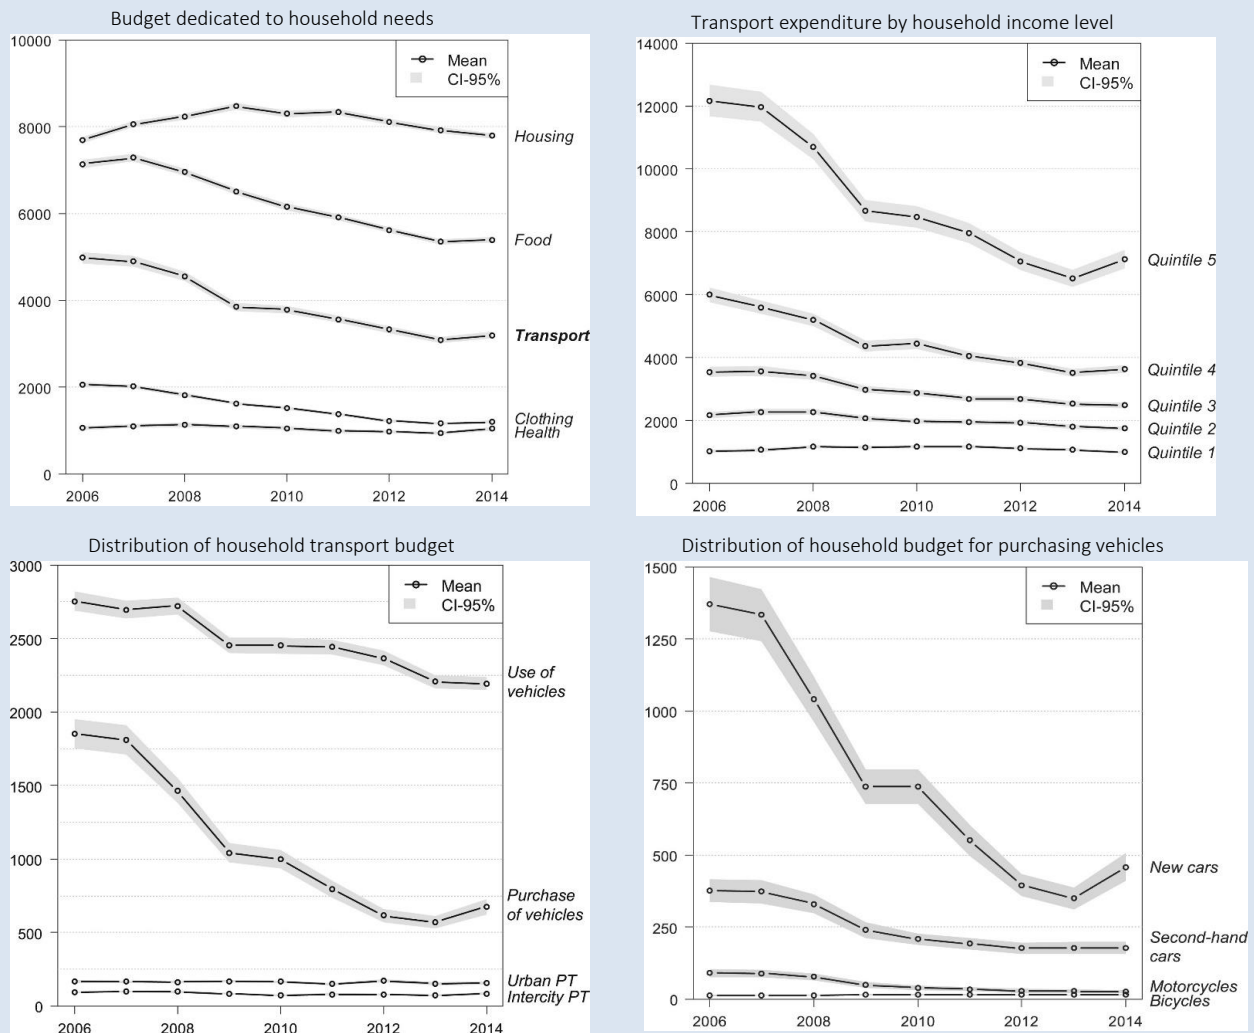 Budget dedicated to household needs
10000
8000
6000
4000
2000
0
2006 2008 2010 2012 2014
Mean
CI-95%
Housing
Food
Transport
Clothing
Health
Transport expenditure by household income level
14000
12000
10000
8000
6000
4000
2000
0
2006 2008 2010 2012 2014
Mean
CI-95%
Quintile 5
Quintile 4
Quintile 3
Quintile 2
Quintile 1
Distribution of household transport budget
3000
2500
2000
1500
1000
500
0
2006 2008 2010 2012 2014
Mean
CI-95%
Use of
vehicles
Purchase
of vehicles
Urban PT
Intercity PT
Distribution of household budget for purchasing vehicles
1500
1250
1000
750
500
250
0
2006 2008 2010 2012 2014
Mean
CI-95%
New cars
Second-hand
cars
Motorcycles
Bicycles